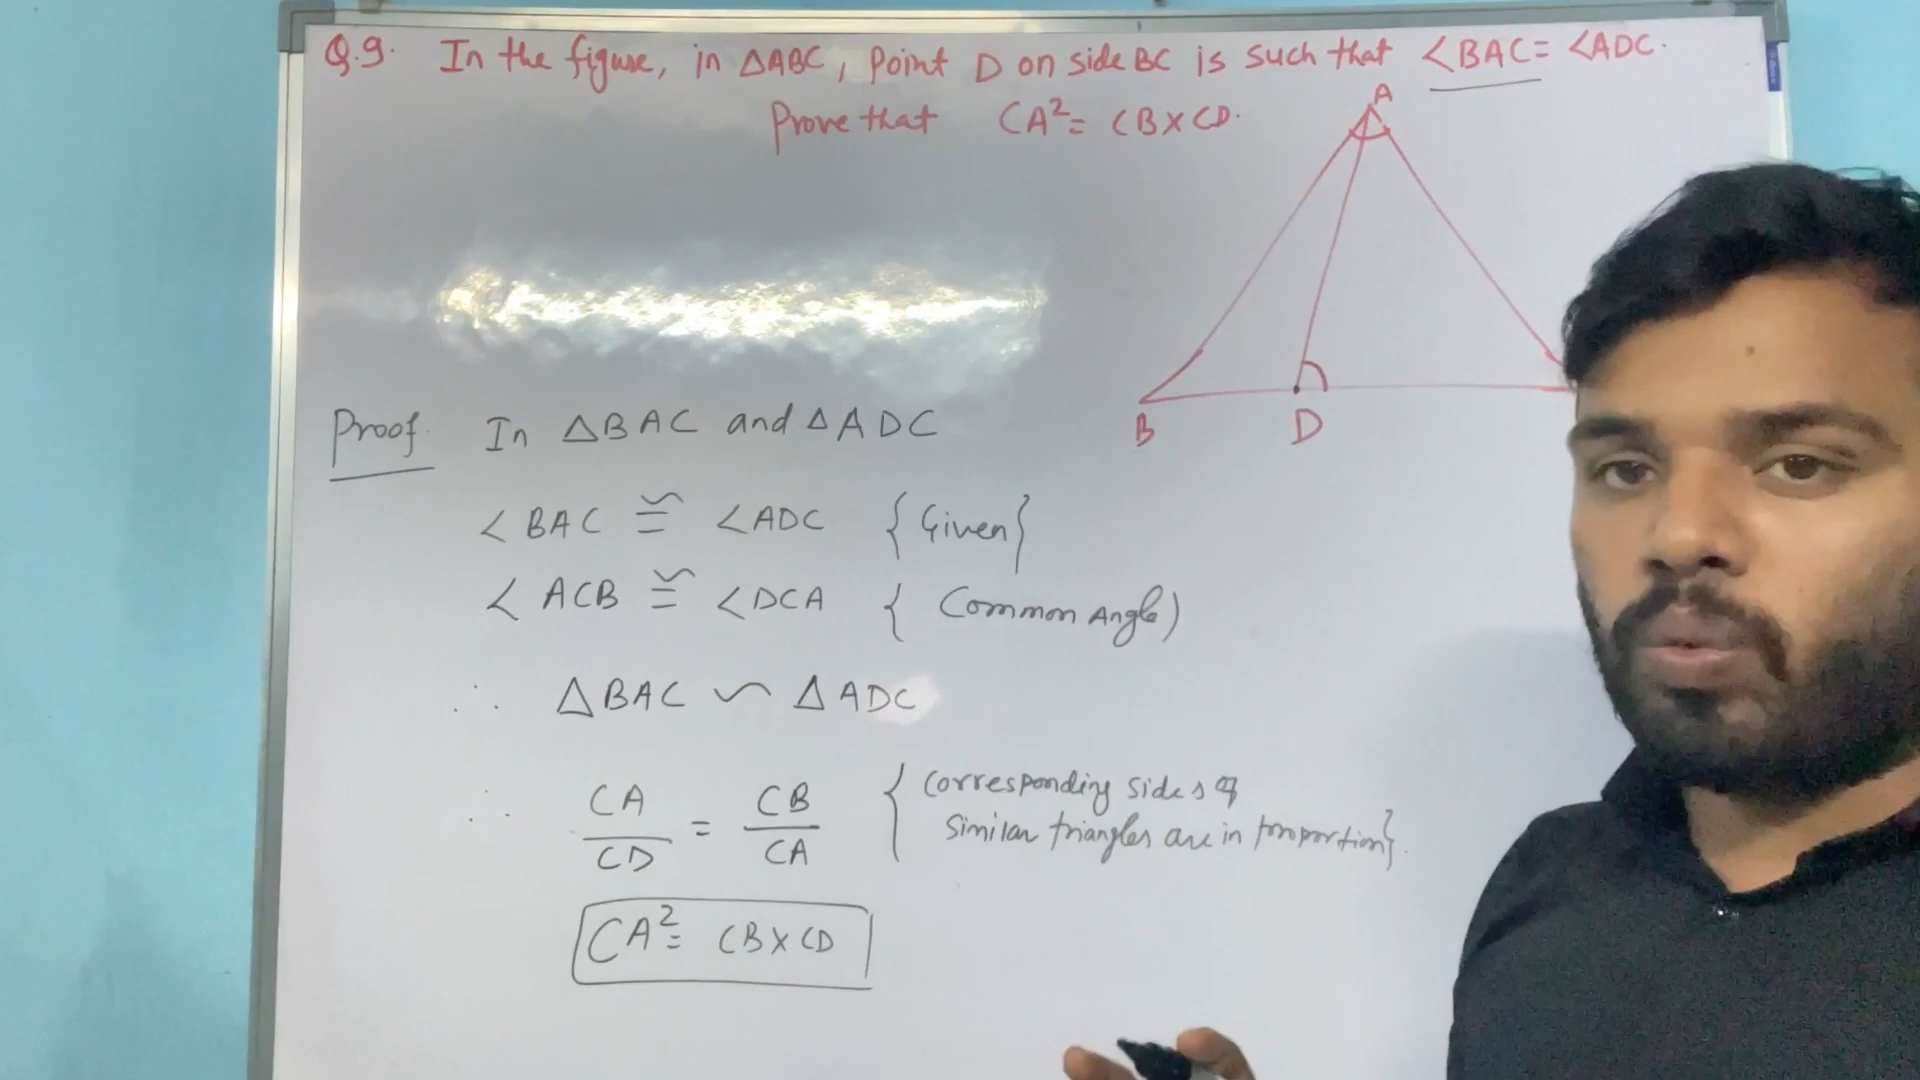 Q.9. In the figure, in △ABC, Point D on side BC is such that ∠BAC = ∠ADC.
Prove that CA² = CB × CD.
A
B
D
Proof. In △BAC and △ADC
∠BAC ≅ ∠ADC {Given}
∠ACB ≅ ∠DCA {Common Angle)
∴ △BAC ∼ △ADC
∴ CA/CD = CB/CA {Corresponding sides of
similar triangles are in proportion}.
CA² = CB × CD